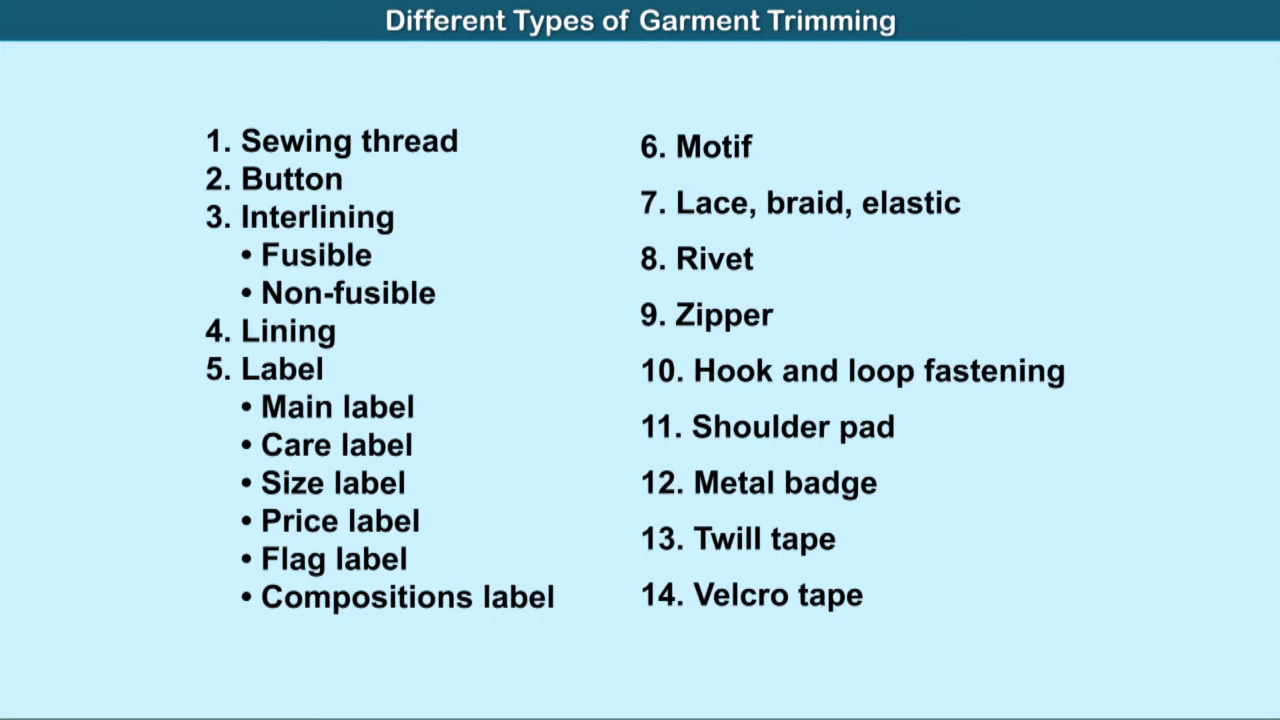 Different Types of Garment Trimming
1. Sewing thread
2. Button
3. Interlining
• Fusible
• Non-fusible
4. Lining
5. Label
• Main label
• Care label
• Size label
• Price label
• Flag label
• Compositions label
6. Motif
7. Lace, braid, elastic
8. Rivet
9. Zipper
10. Hook and loop fastening
11. Shoulder pad
12. Metal badge
13. Twill tape
14. Velcro tape